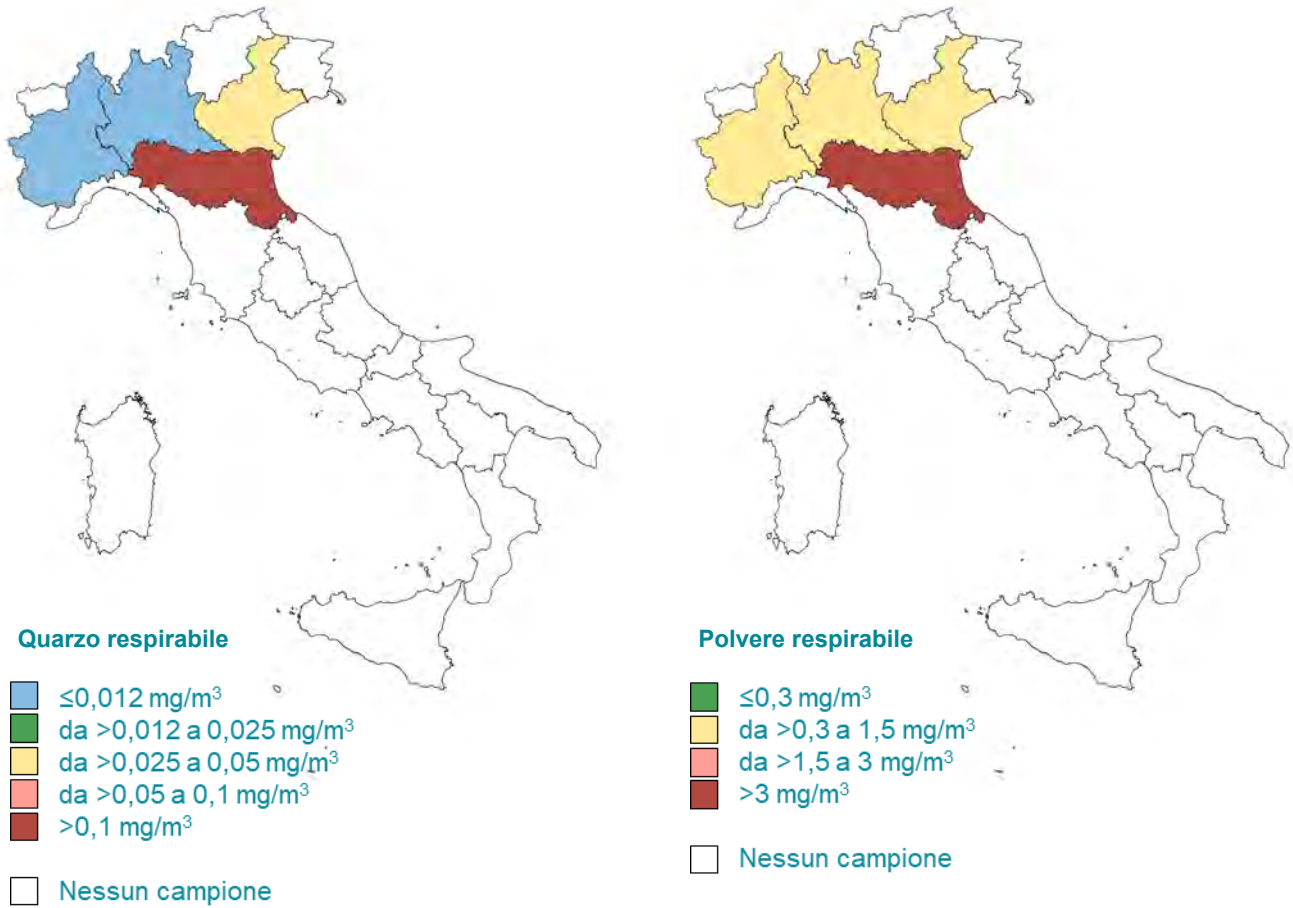 Quarzo respirabile
≤0,012 mg/m³
da >0,012 a 0,025 mg/m³
da >0,025 a 0,05 mg/m³
da >0,05 a 0,1 mg/m³
>0,1 mg/m³
Nessun campione
Polvere respirabile
≤0,3 mg/m³
da >0,3 a 1,5 mg/m³
da >1,5 a 3 mg/m³
>3 mg/m³
Nessun campione